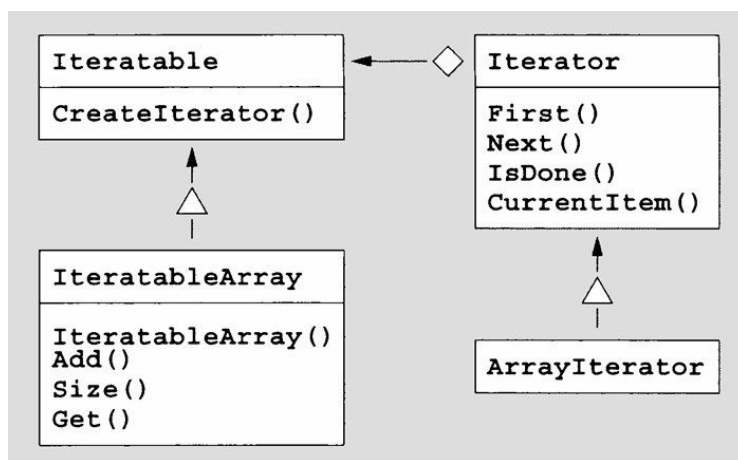 Iteratable
CreateIterator()
Iterator
First()
Next()
IsDone()
CurrentItem()
IteratableArray
IteratableArray()
Add()
Size()
Get()
ArrayIterator